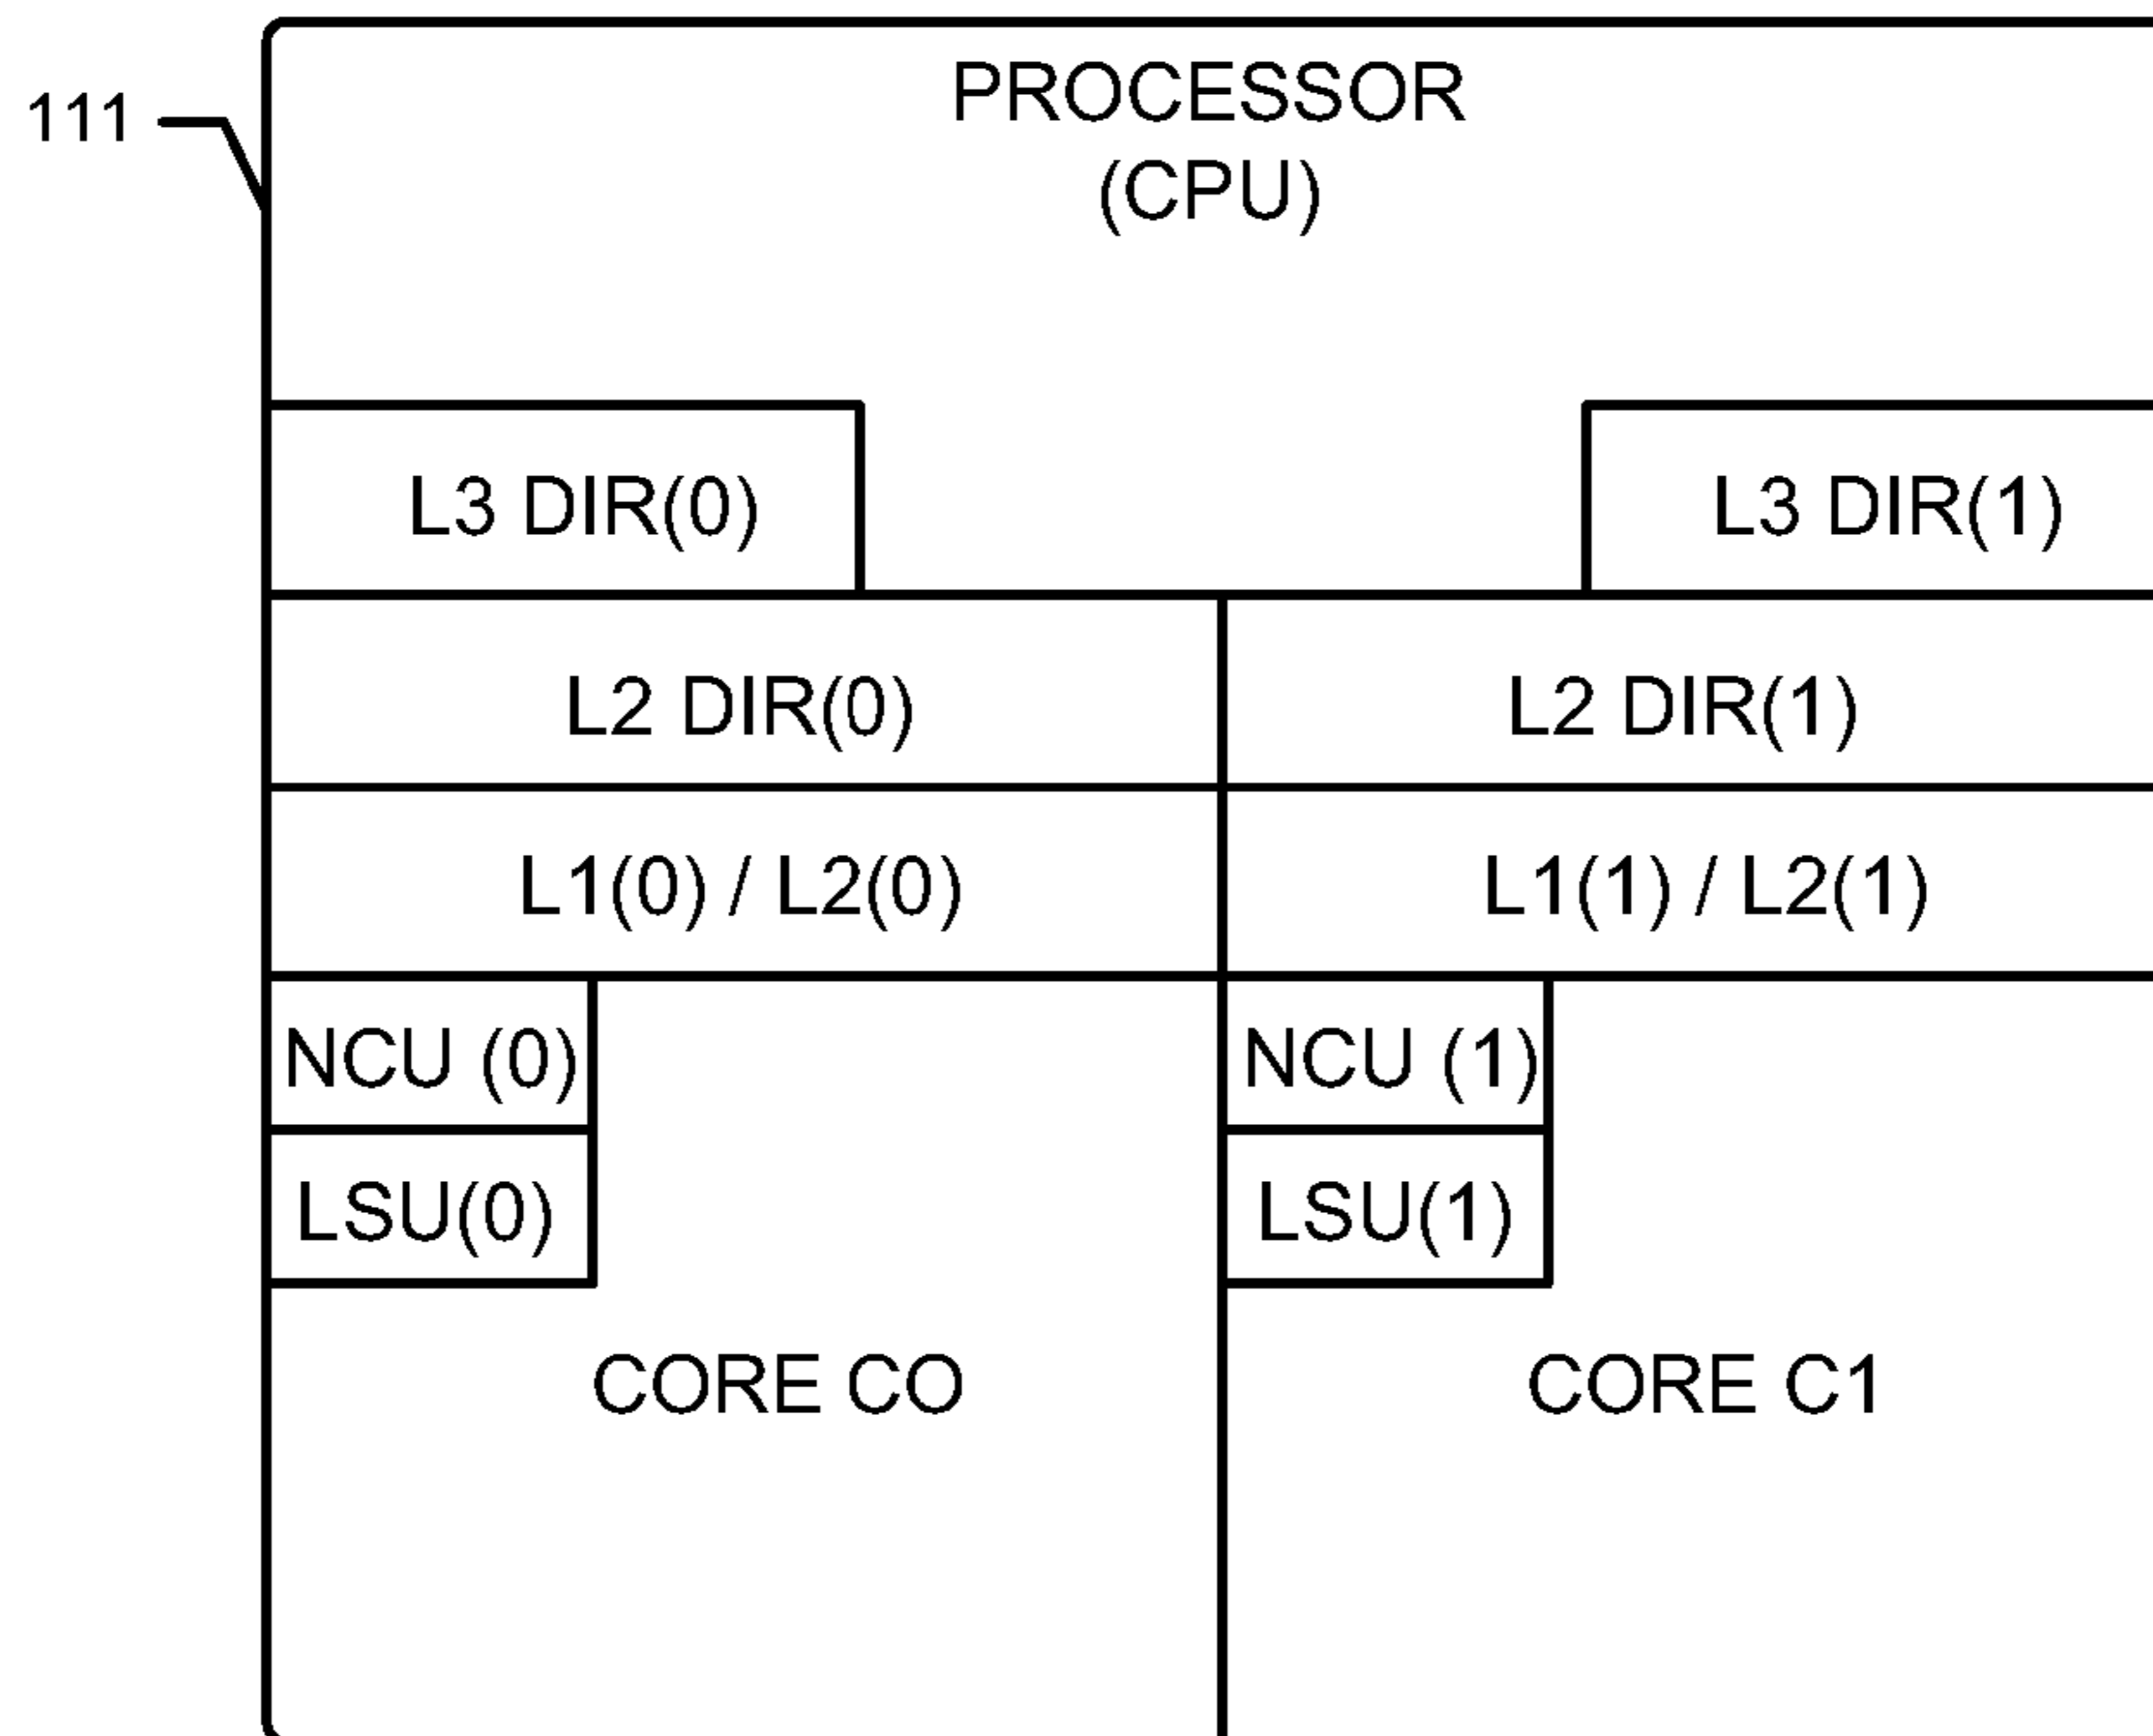 PROCESSOR
(CPU)
111
L3 DIR(0)
L3 DIR(1)
L2 DIR(0)
L2 DIR(1)
L1(0) / L2(0)
L1(1) / L2(1)
NCU (0)
NCU (1)
LSU(0)
LSU(1)
CORE CO
CORE C1